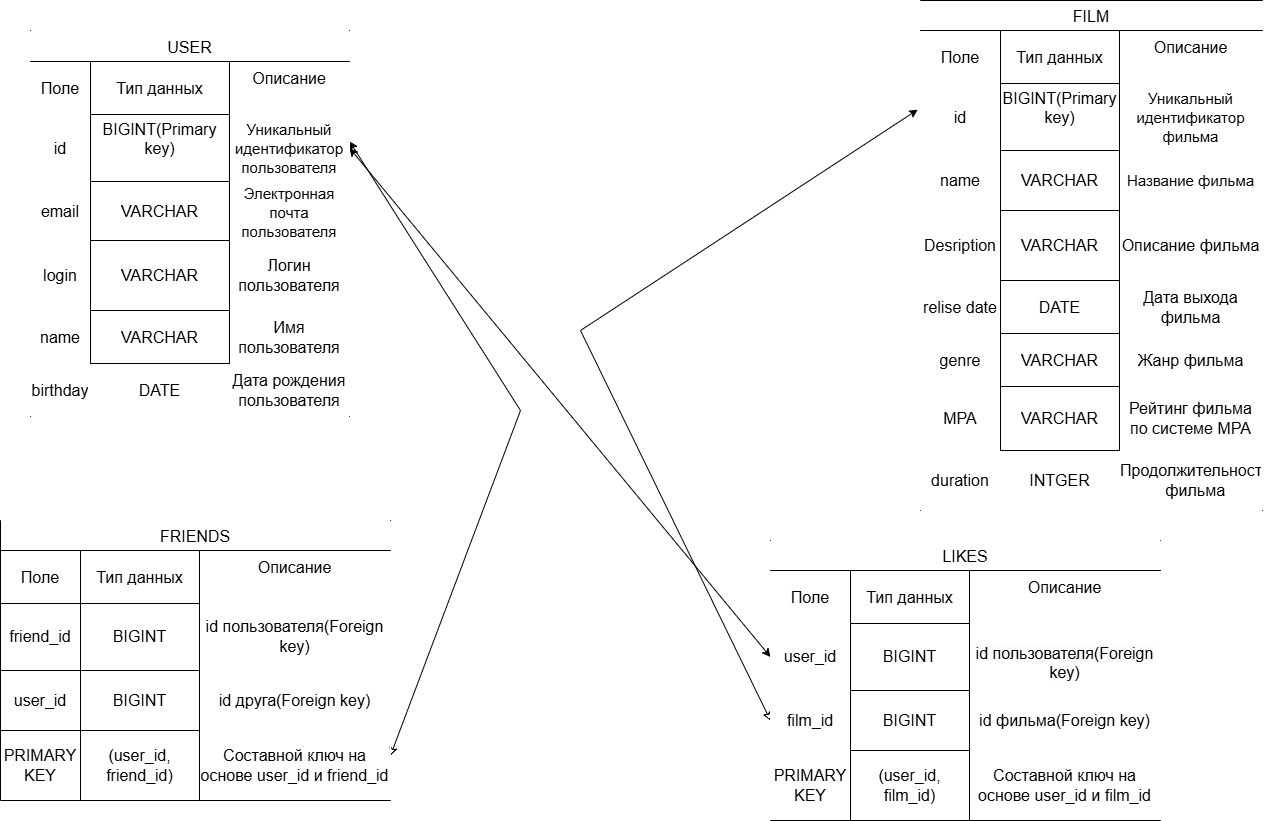 USER
Поле Тип данных Описание
id BIGINT(Primary key) Уникальный идентификатор пользователя
email VARCHAR Электронная почта пользователя
login VARCHAR Логин пользователя
name VARCHAR Имя пользователя
birthday DATE Дата рождения пользователя
FILM
Поле Тип данных Описание
id BIGINT(Primary key) Уникальный идентификатор фильма
name VARCHAR Название фильма
Desription VARCHAR Описание фильма
relise date DATE Дата выхода фильма
genre VARCHAR Жанр фильма
MPA VARCHAR Рейтинг фильма по системе MPA
duration INTGER Продолжительност фильма
FRIENDS
Поле Тип данных Описание
friend_id BIGINT id пользователя(Foreign key)
user_id BIGINT id друга(Foreign key)
PRIMARY KEY (user_id, friend_id) Составной ключ на основе user_id и friend_id
LIKES
Поле Тип данных Описание
user_id BIGINT id пользователя(Foreign key)
film_id BIGINT id фильма(Foreign key)
PRIMARY KEY (user_id, film_id) Составной ключ на основе user_id и film_id